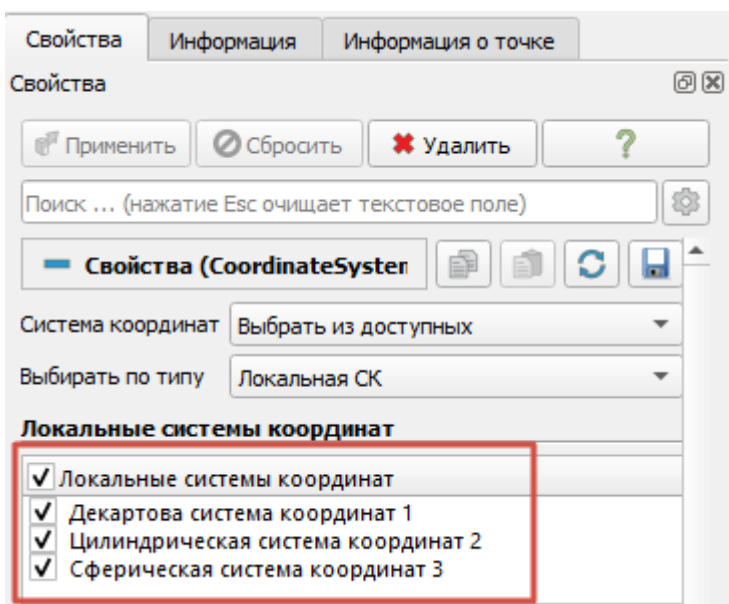 Свойства Информация Информация о точке
Свойства
Применить Сбросить Удалить ?
Поиск ... (нажатие Esc очищает текстовое поле)
Свойства (CoordinateSyster
Система координат Выбрать из доступных
Выбирать по типу Локальная СК
Локальные системы координат
Локальные системы координат
Декартова система координат 1
Цилиндрическая система координат 2
Сферическая система координат 3